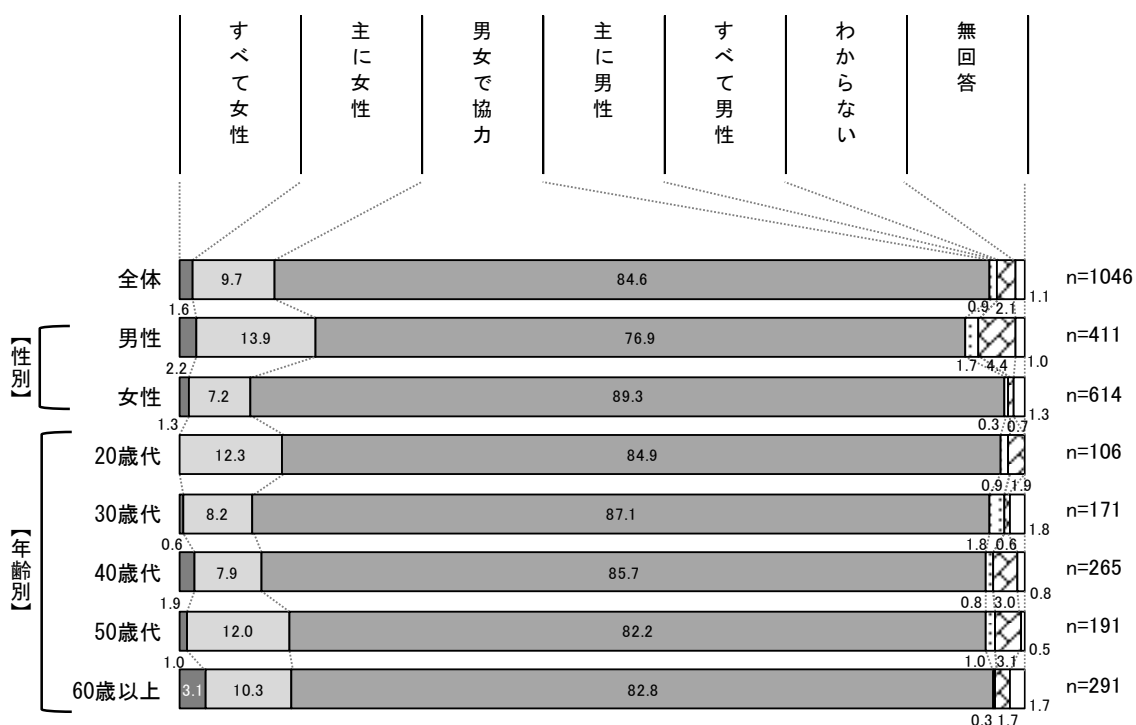 すべて女性
主に女性
男女で協力
主に男性
すべて男性
わからない
無回答
全体
9.7
84.6
n=1046
1.6
0.9
2.1
1.1
【性別】
男性
13.9
76.9
n=411
2.2
1.7
4.4
1.0
女性
7.2
89.3
n=614
1.3
0.3
0.7
1.3
【年齢別】
20歳代
12.3
84.9
n=106
0.9
1.9
30歳代
8.2
87.1
n=171
0.6
1.8
0.6
1.8
40歳代
7.9
85.7
n=265
1.9
0.8
3.0
0.8
50歳代
12.0
82.2
n=191
1.0
1.0
3.1
0.5
60歳以上
3.1
10.3
82.8
n=291
0.3
1.7
1.7